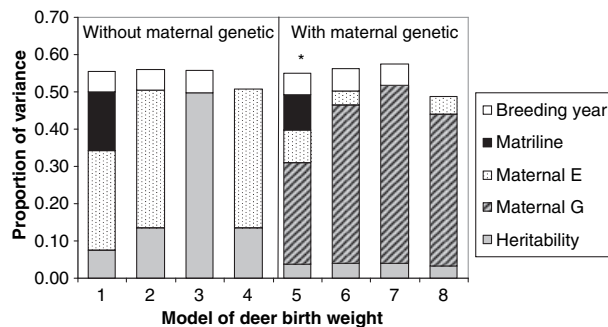 Proportion of variance
0.70
0.60
0.50
0.40
0.30
0.20
0.10
0.00
Without maternal genetic
With maternal genetic
*
1 2 3 4 5 6 7 8
Model of deer birth weight
Breeding year
Matriline
Maternal E
Maternal G
Heritability